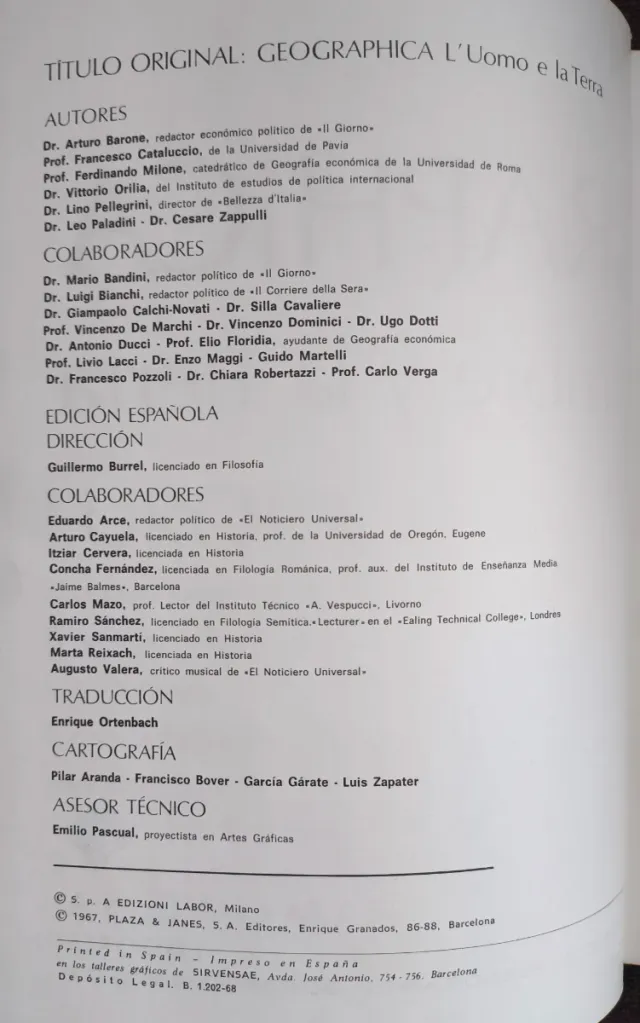 TÍTULO ORIGINAL: GEOGRAPHICA L'Uomo e la Terra
AUTORES
Dr. Arturo Barone, redactor económico politico de «Il Giorno»
Prof. Francesco Cataluccio, de la Universidad de Pavia
Prof. Ferdinando Milone, catedrático de Geografia económica de la Universidad de Roma
Dr. Vittorio Orilia, del Instituto de estudios de política internacional
Dr. Lino Pellegrini, director de «Bellezza d'Italia»
Dr. Leo Paladini - Dr. Cesare Zappulli
COLABORADORES
Dr. Mario Bandini, redactor político de «Il Giorno»
Dr. Luigi Bianchi, redactor político de «Il Corriere della Sera»
Dr. Giampaolo Calchi-Novati - Dr. Silla Cavaliere
Prof. Vincenzo De Marchi - Dr. Vincenzo Dominici - Dr. Ugo Dotti
Dr. Antonio Ducci - Prof. Elio Floridia, ayudante de Geografía económica
Prof. Livio Lacci - Dr. Enzo Maggi - Guido Martelli
Dr. Francesco Pozzoli - Dr. Chiara Robertazzi - Prof. Carlo Verga
EDICIÓN ESPAÑOLA
DIRECCIÓN
Guillermo Burrel, licenciado en Filosofía
COLABORADORES
Eduardo Arce, redactor político de «El Noticiero Universal»
Arturo Cayuela, licenciado en Historia, prof. de la Universidad de Oregón, Eugene
Itziar Cervera, licenciada en Historia
Concha Fernández, licenciada en Filología Románica, prof. aux. del Instituto de Enseñanza Media
«Jaime Balmes», Barcelona
Carlos Mazo, prof. Lector del Instituto Técnico «A. Vespucci», Livorno
Ramiro Sánchez, licenciado en Filologia Semítica.«Lecturer» en el «Ealing Technical College», Londres
Xavier Sanmartí, licenciado en Historia
Marta Reixach, licenciada en Historia
Augusto Valera, critico musical de «El Noticiero Universal»
TRADUCCIÓN
Enrique Ortenbach
CARTOGRAFÍA
Pilar Aranda - Francisco Bover - García Gárate - Luis Zapater
ASESOR TÉCNICO
Emilio Pascual, proyectista en Artes Gráficas
© S. p. A EDIZIONI LABOR, Milano
© 1967, PLAZA & JANES, S. A. Editores, Enrique Granados, 86-88, Barcelona
Printed in Spain - Impreso en España
en los talleres gráficos de SIRVENSAE, Avda. José Antonio, 754 - 756. Barcelona
Depósito Legal. B. 1.202-68